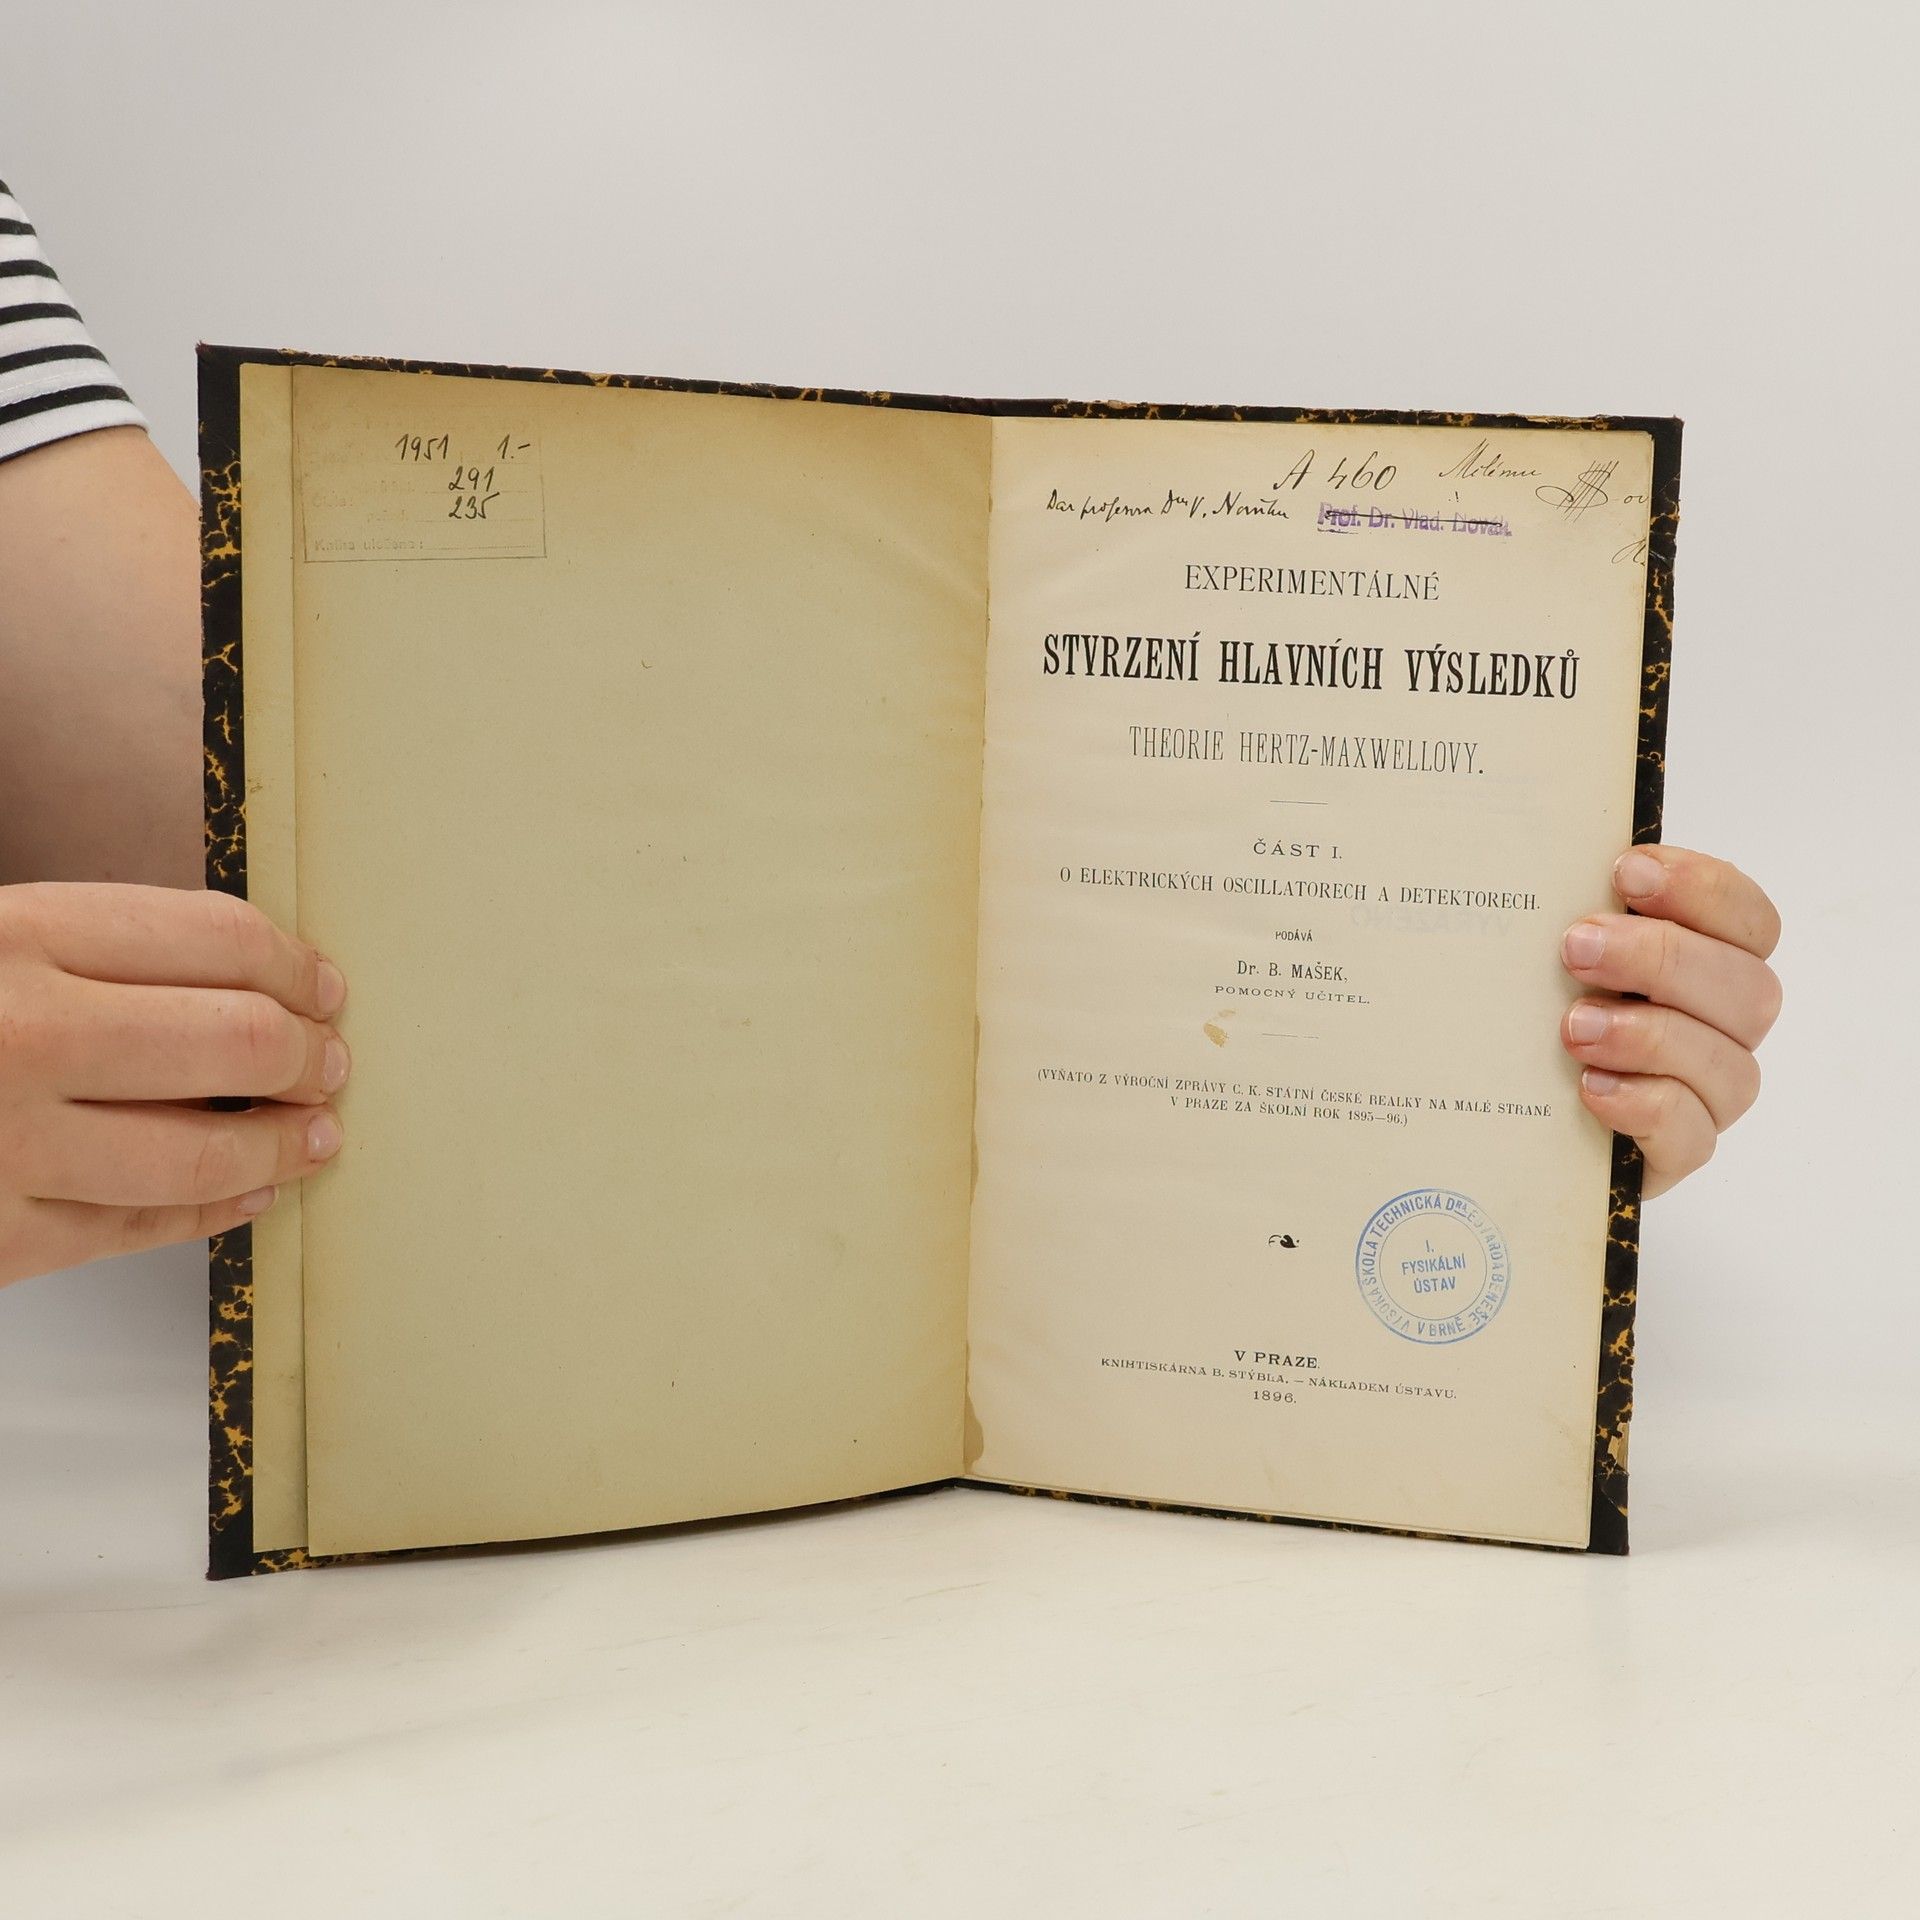 1951 1.-
291
235
Kniha uložena:
A 460 Milému
Dar profesora Dra V. Nováka Prof. Dr. Vlad. Novák
EXPERIMENTÁLNÉ
STVRZENÍ HLAVNÍCH VÝSLEDKŮ
THEORIE HERTZ-MAXWELLOVY.
ČÁST I.
O ELEKTRICKÝCH OSCILLATORECH A DETEKTORECH.
PODÁVÁ
Dr. B. MAŠEK,
POMOCNÝ UČITEL.
(VYŇATO Z VÝROČNÍ ZPRÁVY C. K. STÁTNÍ ČESKÉ REALKY NA MALÉ STRANĚ
V PRAZE ZA ŠKOLNÍ ROK 1895—96.)
VYSOKÁ ŠKOLA TECHNICKÁ DRA EDVARDA BENEŠE V BRNĚ
I.
FYSIKÁLNÍ
ÚSTAV
V PRAZE.
KNIHTISKÁRNA B. STÝBLA. — NÁKLADEM ÚSTAVU.
1896.